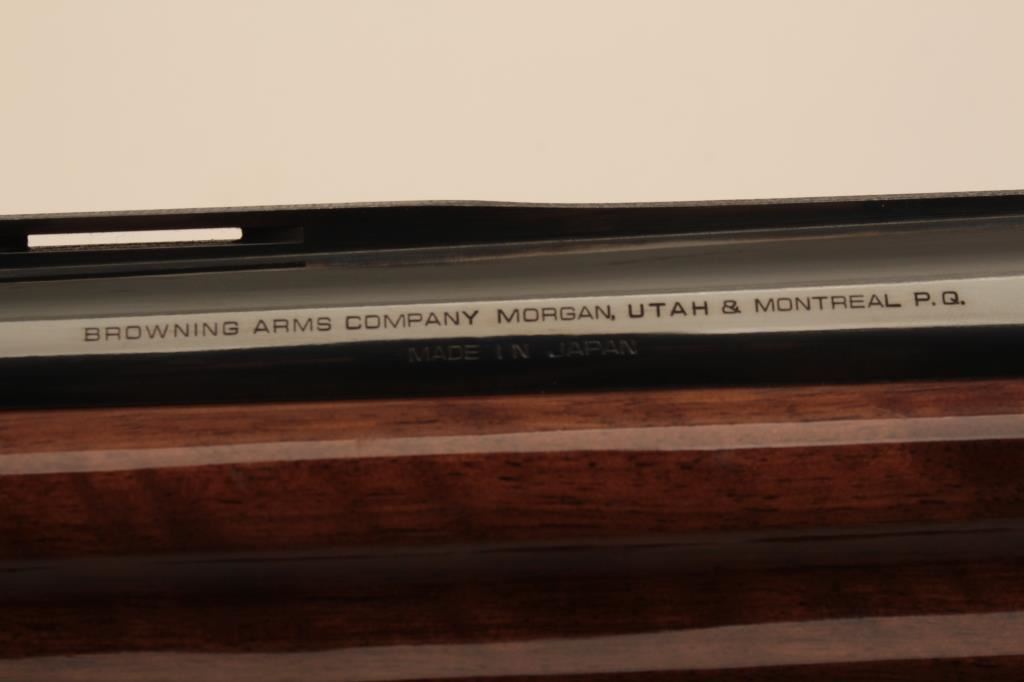 BROWNING ARMS COMPANY MORGAN, UTAH & MONTREAL P.Q.
MADE IN JAPAN